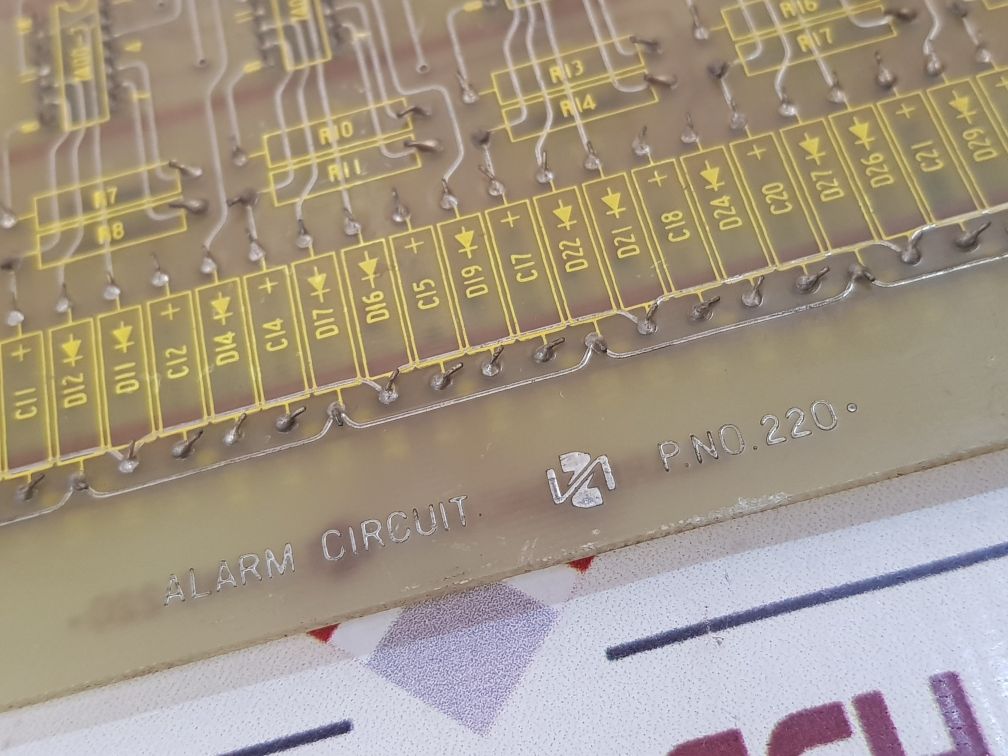 R16
R17
R13
R14
R10
R11
R7
R8
C11
D12
D11
C12
D14
C14
D17
D16
C15
D19
C17
D22
D21
C18
D24
C20
D27
D26
C21
D29
ALARM CIRCUIT.
P.NO.220.